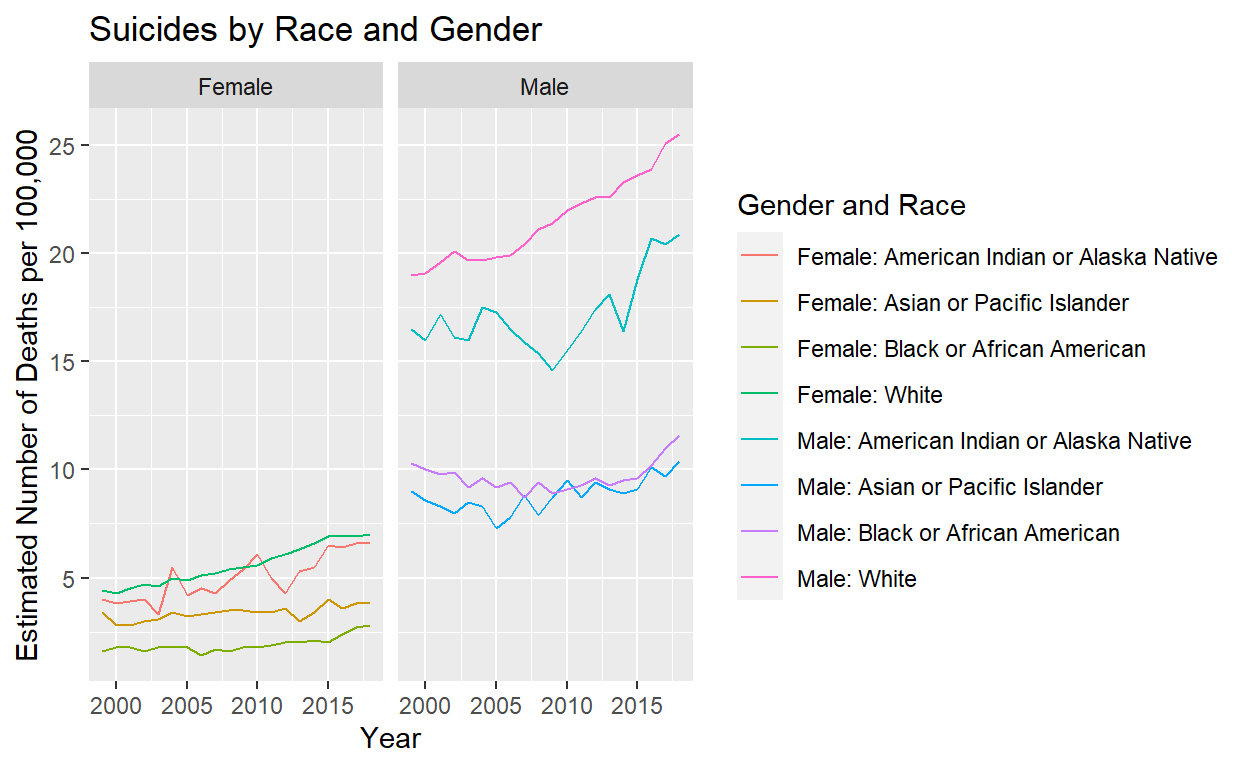 Suicides by Race and Gender
Female
Male
Estimated Number of Deaths per 100,000
25
20
15
10
5
2000 2005 2010 2015
2000 2005 2010 2015
Year
Gender and Race
Female: American Indian or Alaska Native
Female: Asian or Pacific Islander
Female: Black or African American
Female: White
Male: American Indian or Alaska Native
Male: Asian or Pacific Islander
Male: Black or African American
Male: White